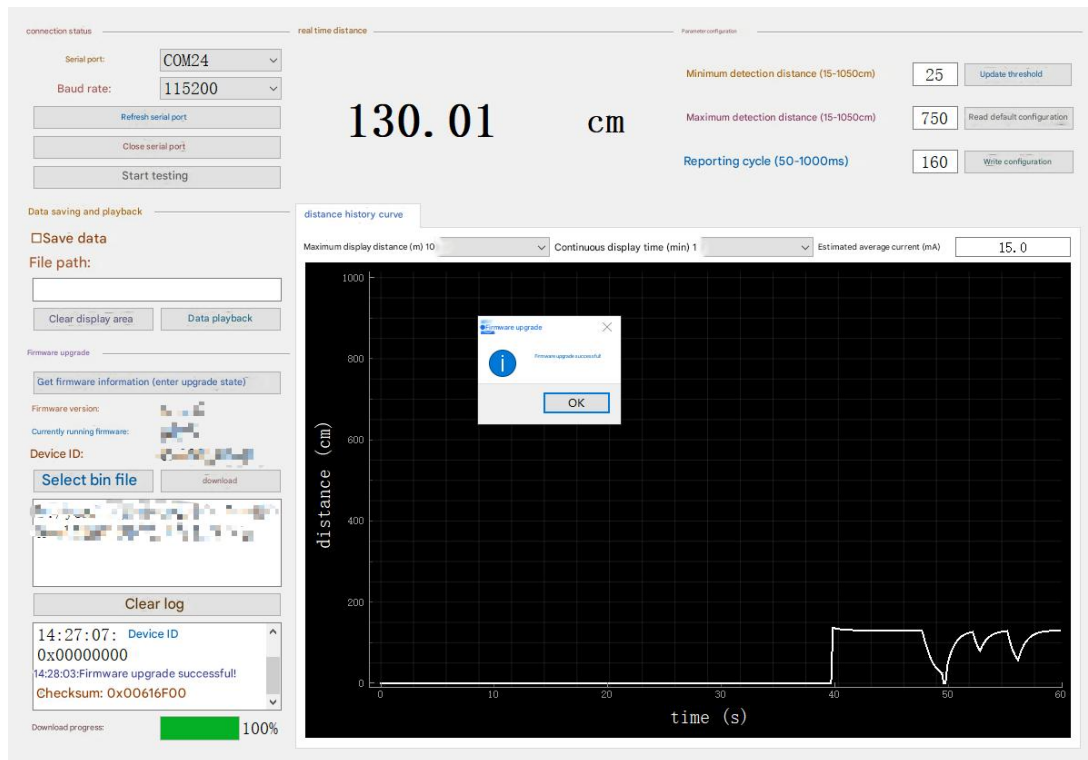 connection status
Serial port:
COM24
Baud rate:
115200
Refresh serial port
Close serial port
Start testing
Data saving and playback
Save data
File path:
Clear display area
Data playback
Firmware upgrade
Get firmware information (enter upgrade state)
Firmware version:
Currently running firmware:
Device ID:
Select bin file
download
Clear log
14:27:07: Device ID
0x00000000
14:28:03:Firmware upgrade successful!
Checksum: 0x00616F00
Download progress:
100%
real time distance
130.01 cm
Parameter configuration
Minimum detection distance (15-1050cm)
25
Update threshold
Maximum detection distance (15-1050cm)
750
Read default configuration
Reporting cycle (50-1000ms)
160
Write configuration
distance history curve
Maximum display distance (m) 10
Continuous display time (min) 1
Estimated average current (mA)
15.0
1000
800
600
400
200
0
distance (cm)
0
10
20
30
40
50
60
time (s)
Firmware upgrade
Firmware upgrade successful!
OK